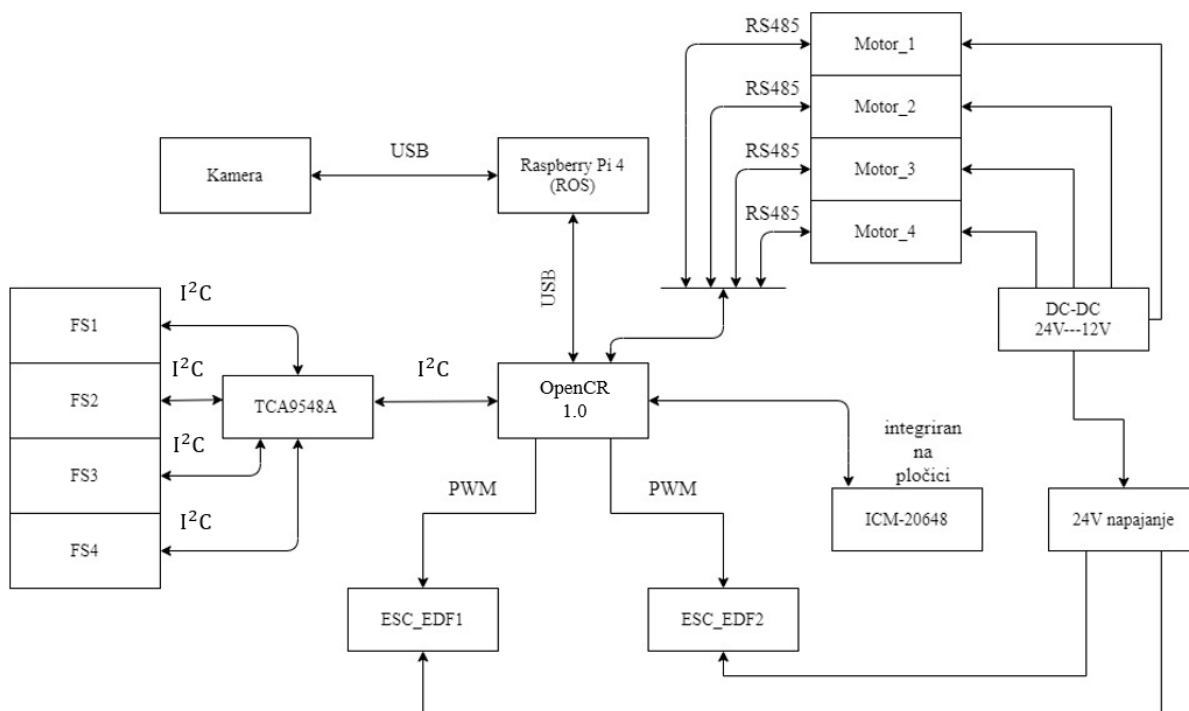 RS485
Motor_1
RS485
Motor_2
RS485
Motor_3
RS485
Motor_4
Kamera
USB
Raspberry Pi 4
(ROS)
USB
DC-DC
24V---12V
I²C
FS1
I²C
FS2
I²C
FS3
I²C
FS4
TCA9548A
I²C
OpenCR
1.0
integriran
na
pločici
ICM-20648
24V napajanje
PWM
PWM
ESC_EDF1
ESC_EDF2